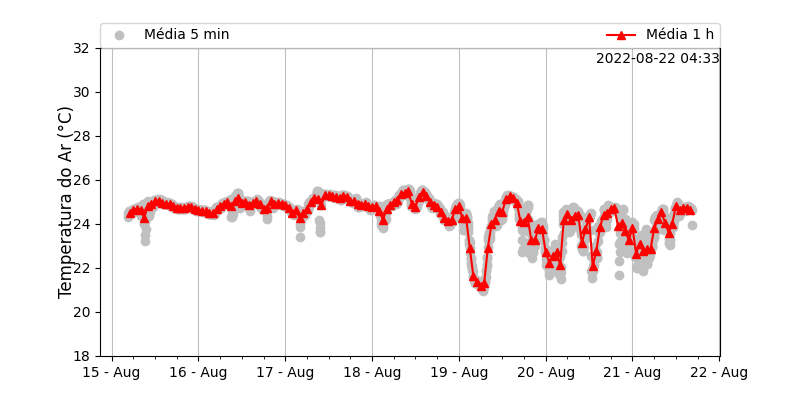 Média 5 min
Média 1 h
2022-08-22 04:33
Temperatura do Ar (°C)
32
30
28
26
24
22
20
18
15 - Aug
16 - Aug
17 - Aug
18 - Aug
19 - Aug
20 - Aug
21 - Aug
22 - Aug